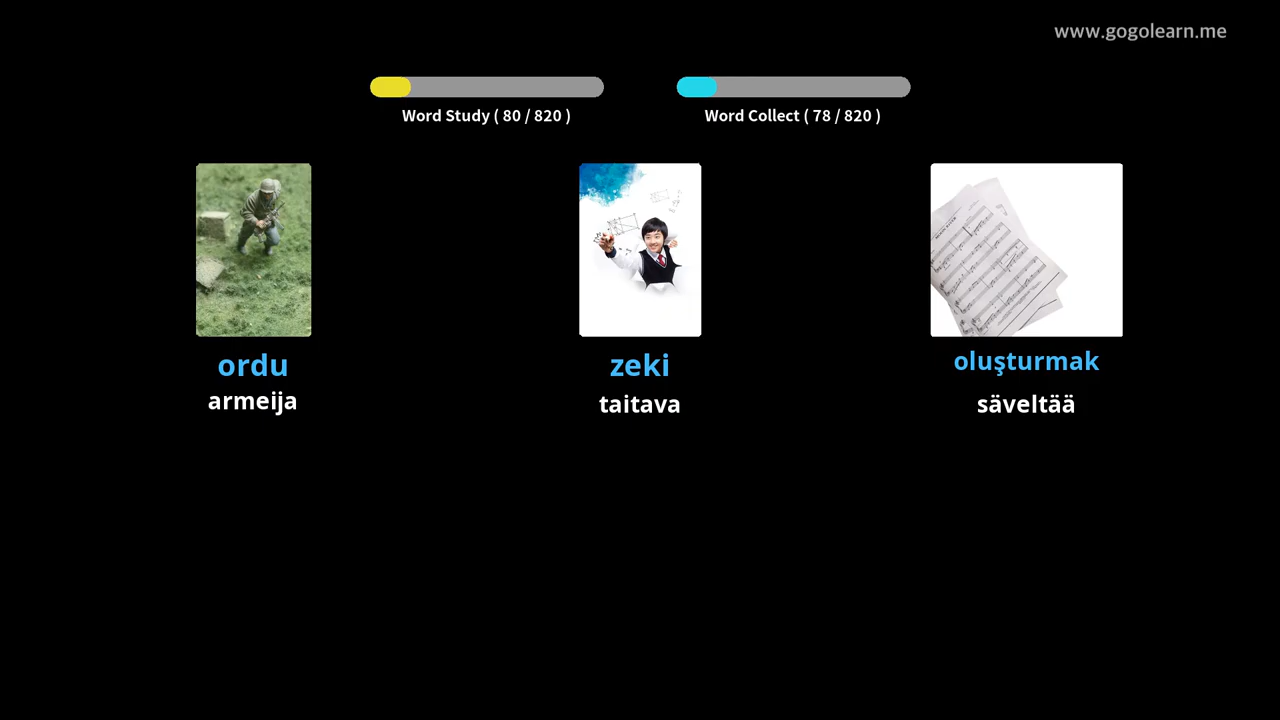 www.gogolearn.me
Word Study ( 80 / 820 )
Word Collect ( 78 / 820 )
ordu
armeija
zeki
taitava
oluşturmak
säveltää